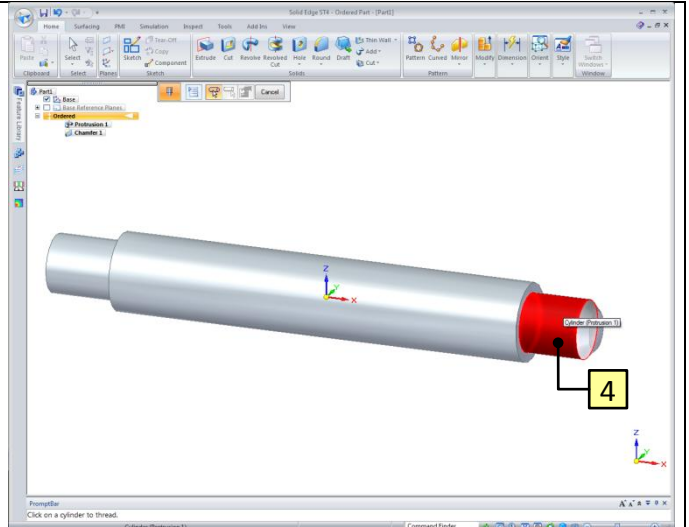 Solid Edge ST4 - Ordered Part - [Part1]
Home Surfacing PMI Simulation Inspect Tools Add Ins View
Paste
Select
Sketch
Tear-Off
Copy
Component
Extrude Cut Revolve Revolved Cut Hole Round Draft
Thin Wall
Add
Cut
Pattern Curved Mirror
Modify Dimension Orient Style Switch Windows
Clipboard Select Planes Sketch Solids Pattern Window
Feature Library
Cancel
Part1
Base
Base Reference Planes
Ordered
Protrusion 1
Chamfer 1
Z
Y
X
Cylinder (Protrusion 1)
4
Z
Y
X
PromptBar
Click on a cylinder to thread.
Cylinder (Protrusion 1)
Command Finder